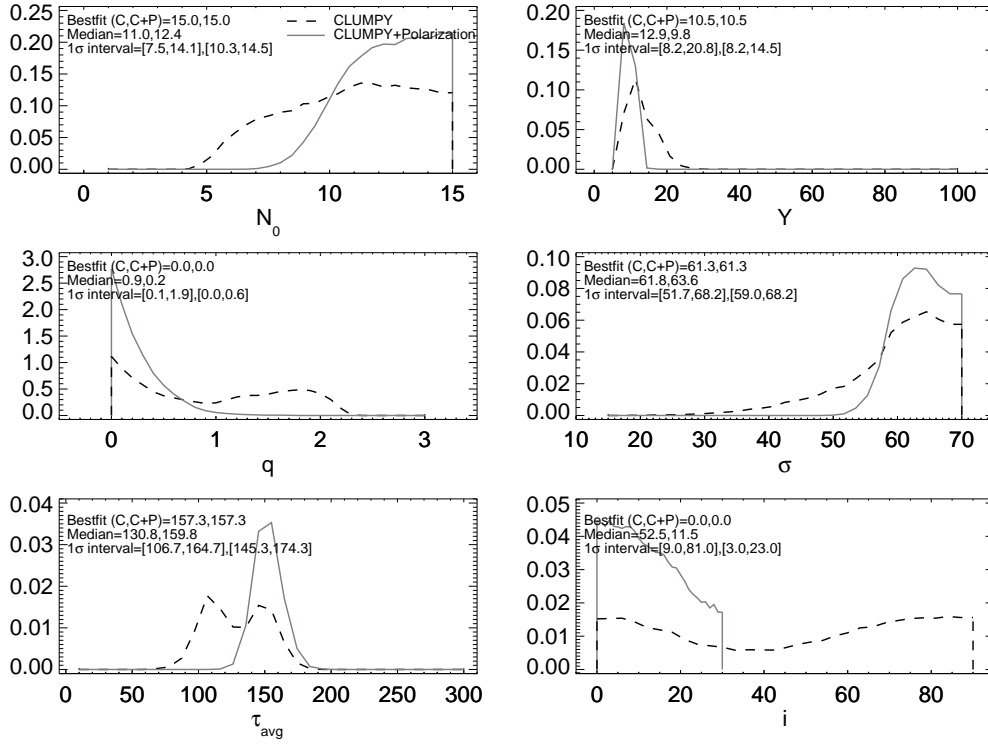 Bestfit (C,C+P)=15.0,15.0
Median=11.0,12.4
1σ interval=[7.5,14.1],[10.3,14.5]
CLUMPY
CLUMPY+Polarization
0.25
0.20
0.15
0.10
0.05
0.00
0 5 10 15
N0
Bestfit (C,C+P)=10.5,10.5
Median=12.9,9.8
1σ interval=[8.2,20.8],[8.2,14.5]
0.20
0.15
0.10
0.05
0.00
0 20 40 60 80 100
Y
Bestfit (C,C+P)=0.0,0.0
Median=0.9,0.2
1σ interval=[0.1,1.9],[0.0,0.6]
3.0
2.5
2.0
1.5
1.0
0.5
0.0
0 1 2 3
q
Bestfit (C,C+P)=61.3,61.3
Median=61.8,63.6
1σ interval=[51.7,68.2],[59.0,68.2]
0.10
0.08
0.06
0.04
0.02
0.00
10 20 30 40 50 60 70
σ
Bestfit (C,C+P)=157.3,157.3
Median=130.8,159.8
1σ interval=[106.7,164.7],[145.3,174.3]
0.04
0.03
0.02
0.01
0.00
0 50 100 150 200 250 300
τavg
Bestfit (C,C+P)=0.0,0.0
Median=52.5,11.5
1σ interval=[9.0,81.0],[3.0,23.0]
0.05
0.04
0.03
0.02
0.01
0.00
0 20 40 60 80
i